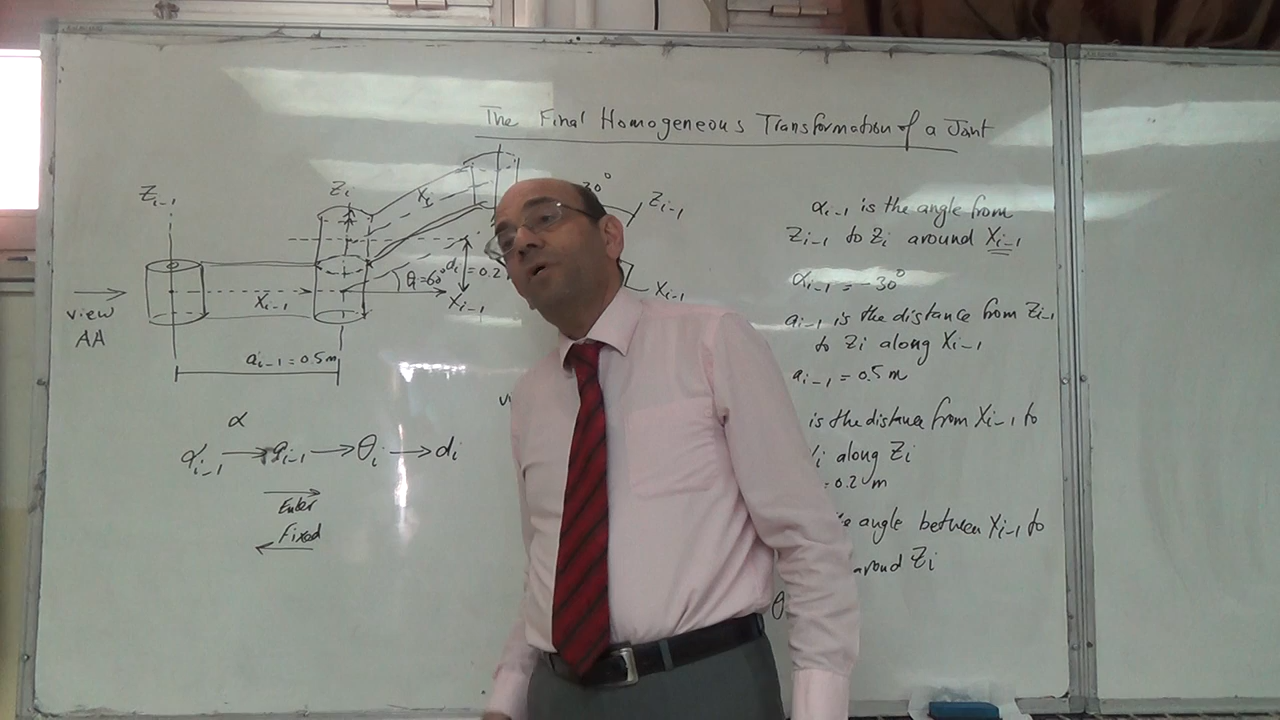 The Final Homogeneous Transformation of a Joint
Zi-1
Zi
Xi
30°
Zi-1
Xi-1
view
AA
Xi-1
θi=60°
di = 0.2
Xi-1
ai-1 = 0.5m
α
αi-1 → ai-1 → θi → di
Euler
Fixed
αi-1 is the angle from
Zi-1 to Zi around Xi-1
αi-1 = -30°
ai-1 is the distance from Zi-1
to Zi along Xi-1
ai-1 = 0.5m
is the distance from Xi-1 to
along Zi
= 0.2 m
angle between Xi-1 to
around Zi
θ